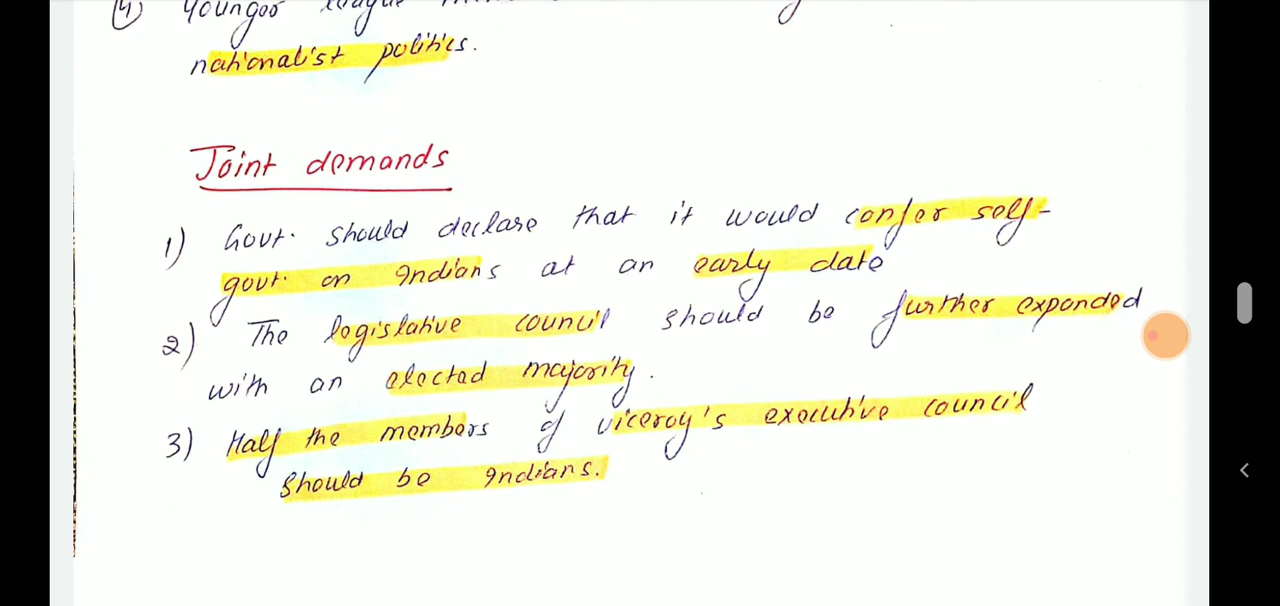 (4) Younger league
nationalist politics.
Joint demands
1) Govt. should declare that it would confer self-
govt. on Indians at an early date
2) The legislative council should be further expanded
with an elected majority.
3) Half the members of viceroy's executive council
should be Indians.